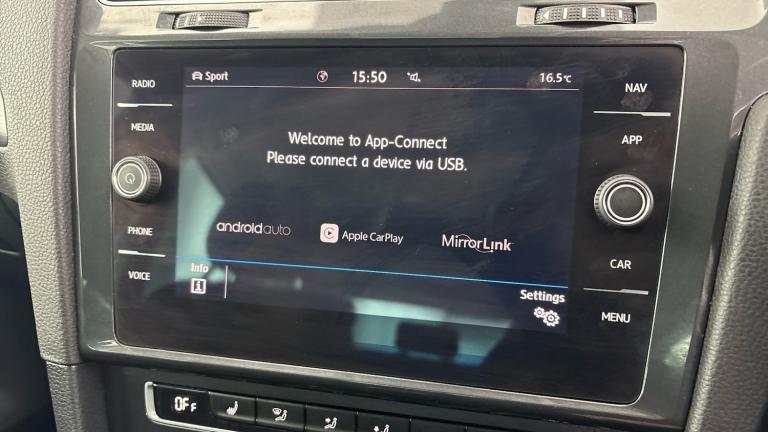 RADIO
MEDIA
PHONE
VOICE
Sport
15:50
16.5°C
Welcome to App-Connect
Please connect a device via USB.
androidauto
Apple CarPlay
MirrorLink
Info
i
Settings
NAV
APP
CAR
MENU
OFF